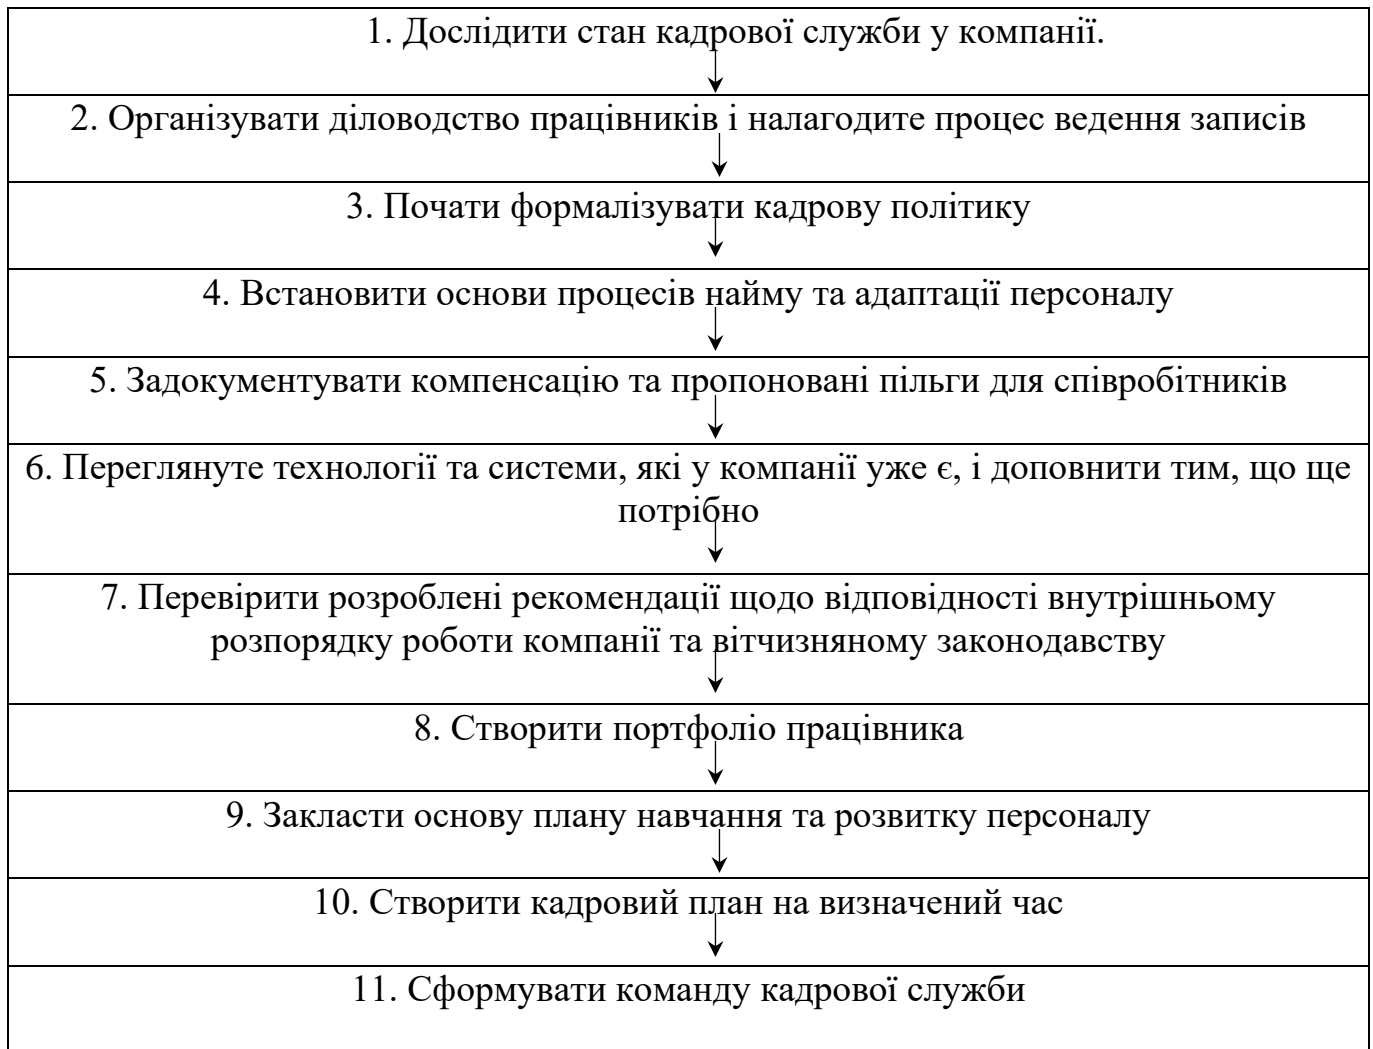 1. Дослідити стан кадрової служби у компанії.
2. Організувати діловодство працівників і налагодите процес ведення записів
3. Почати формалізувати кадрову політику
4. Встановити основи процесів найму та адаптації персоналу
5. Задокументувати компенсацію та пропоновані пільги для співробітників
6. Переглянуте технології та системи, які у компанії уже є, і доповнити тим, що ще
потрібно
7. Перевірити розроблені рекомендації щодо відповідності внутрішньому
розпорядку роботи компанії та вітчизняному законодавству
8. Створити портфоліо працівника
9. Закласти основу плану навчання та розвитку персоналу
10. Створити кадровий план на визначений час
11. Сформувати команду кадрової служби